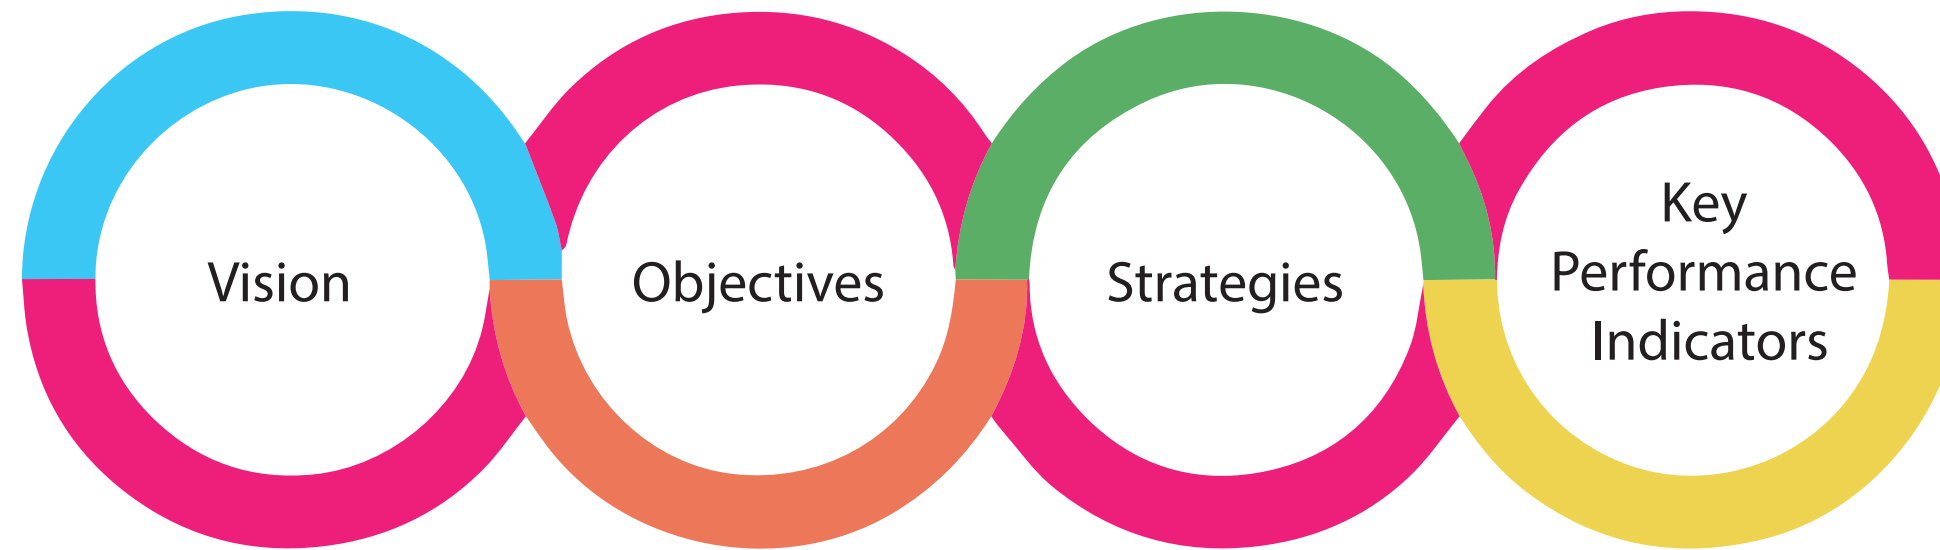 Vision
Objectives
Strategies
Key
Performance
Indicators